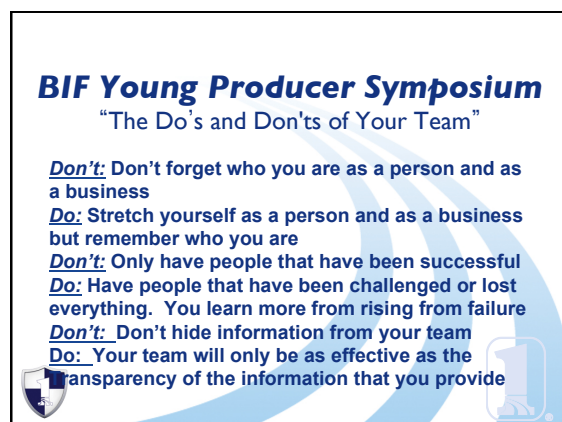 BIF Young Producer Symposium
“The Do’s and Don'ts of Your Team”
Don’t: Don’t forget who you are as a person and as
a business
Do: Stretch yourself as a person and as a business
but remember who you are
Don’t: Only have people that have been successful
Do: Have people that have been challenged or lost
everything.  You learn more from rising from failure
Don’t:  Don’t hide information from your team
Do:  Your team will only be as effective as the
transparency of the information that you provide